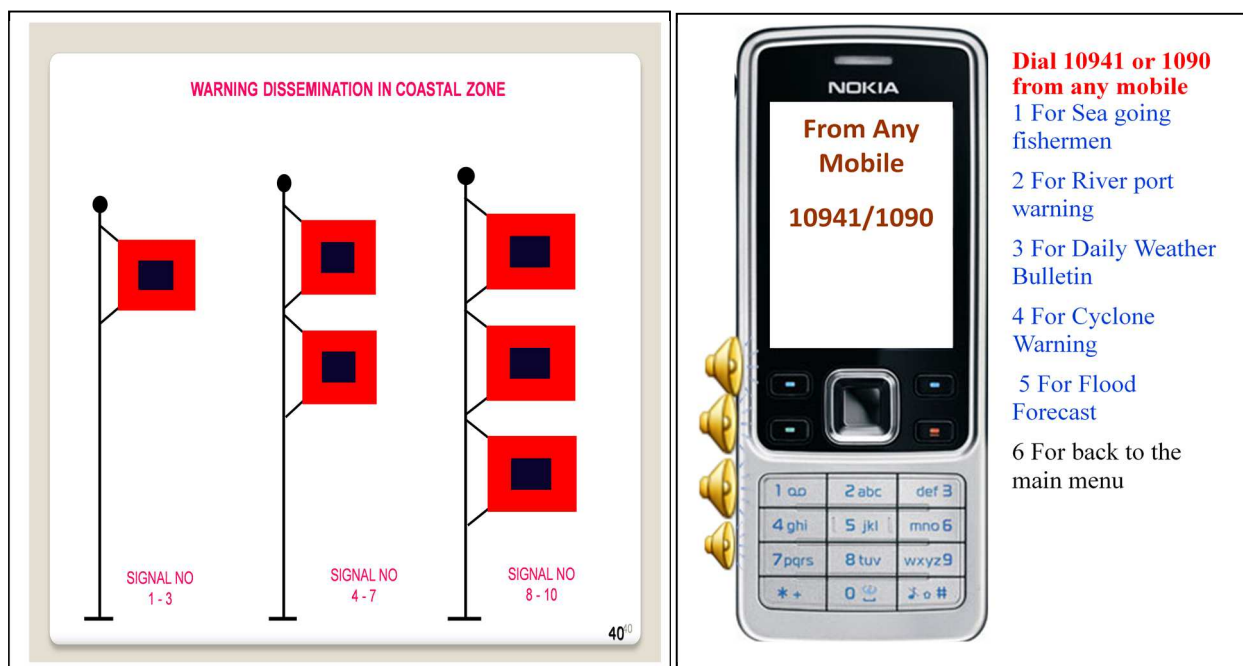 WARNING DISSEMINATION IN COASTAL ZONE
SIGNAL NO
1 - 3
SIGNAL NO
4 - 7
SIGNAL NO
8 - 10
40
40
NOKIA
From Any
Mobile
10941/1090
1
2 abc
def 3
4 ghi
5 jkl
mno 6
7 pqrs
8 tuv
wxyz 9
* +
0
#
Dial 10941 or 1090
from any mobile
1 For Sea going
fishermen
2 For River port
warning
3 For Daily Weather
Bulletin
4 For Cyclone
Warning
5 For Flood
Forecast
6 For back to the
main menu